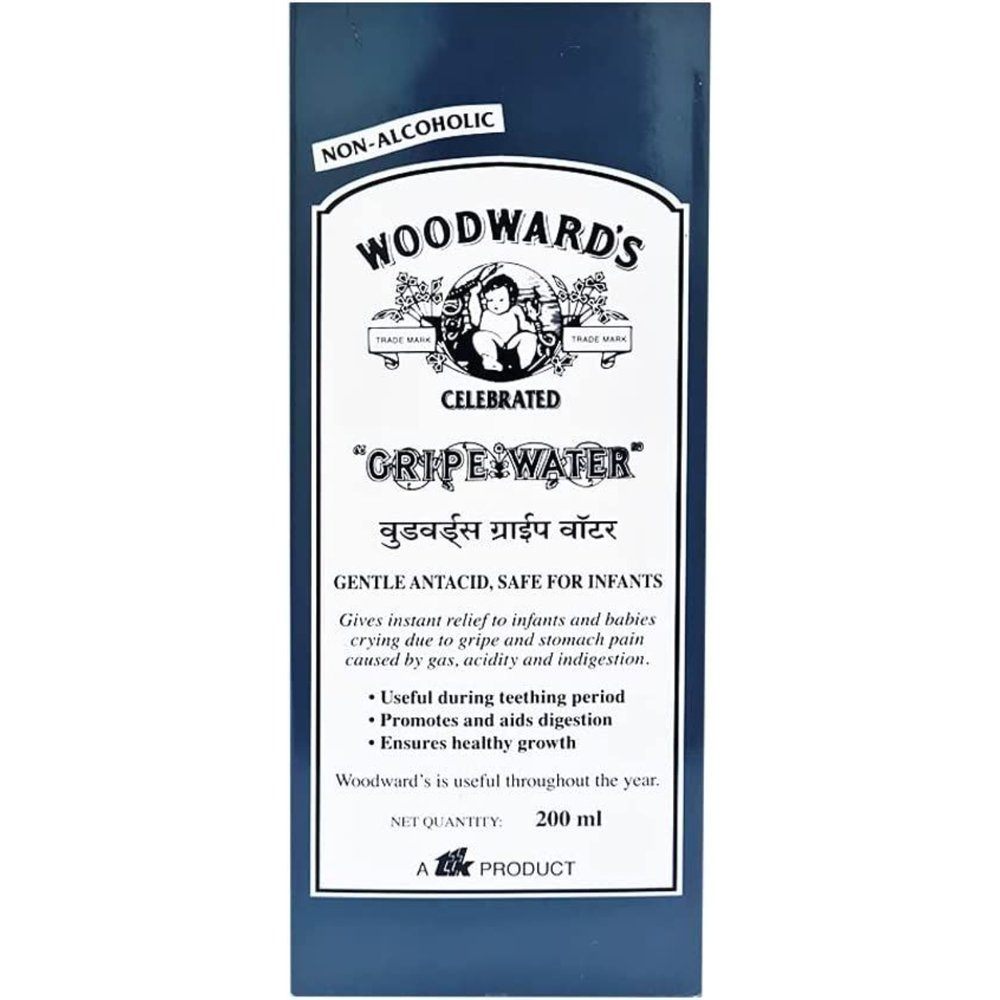 NON-ALCOHOLIC
WOODWARD'S
TRADE MARK
TRADE MARK
CELEBRATED
"GRIPE WATER"
वुडवर्ड्स ग्राईप वॉटर
GENTLE ANTACID, SAFE FOR INFANTS
Gives instant relief to infants and babies
crying due to gripe and stomach pain
caused by gas, acidity and indigestion.
• Useful during teething period
• Promotes and aids digestion
• Ensures healthy growth
Woodward's is useful throughout the year.
NET QUANTITY: 200 ml
A TTK PRODUCT